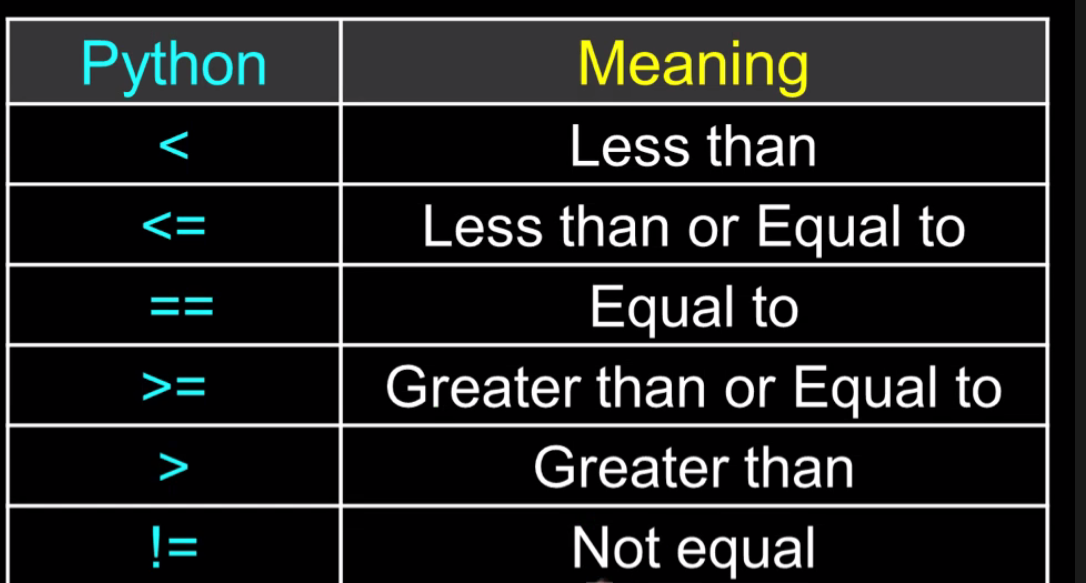 Python Meaning
< Less than
<= Less than or Equal to
== Equal to
>= Greater than or Equal to
> Greater than
!= Not equal